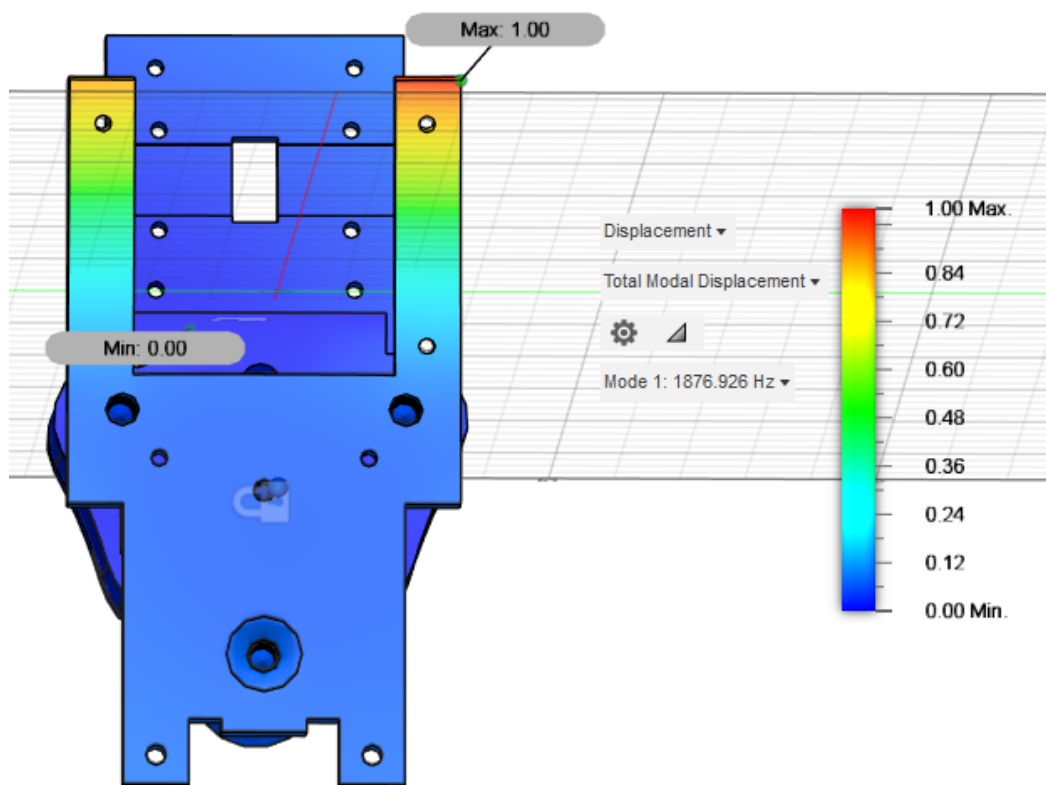 Max: 1.00
Min: 0.00
Displacement
Total Modal Displacement
Mode 1: 1876.926 Hz
1.00 Max.
0.84
0.72
0.60
0.48
0.36
0.24
0.12
0.00 Min.